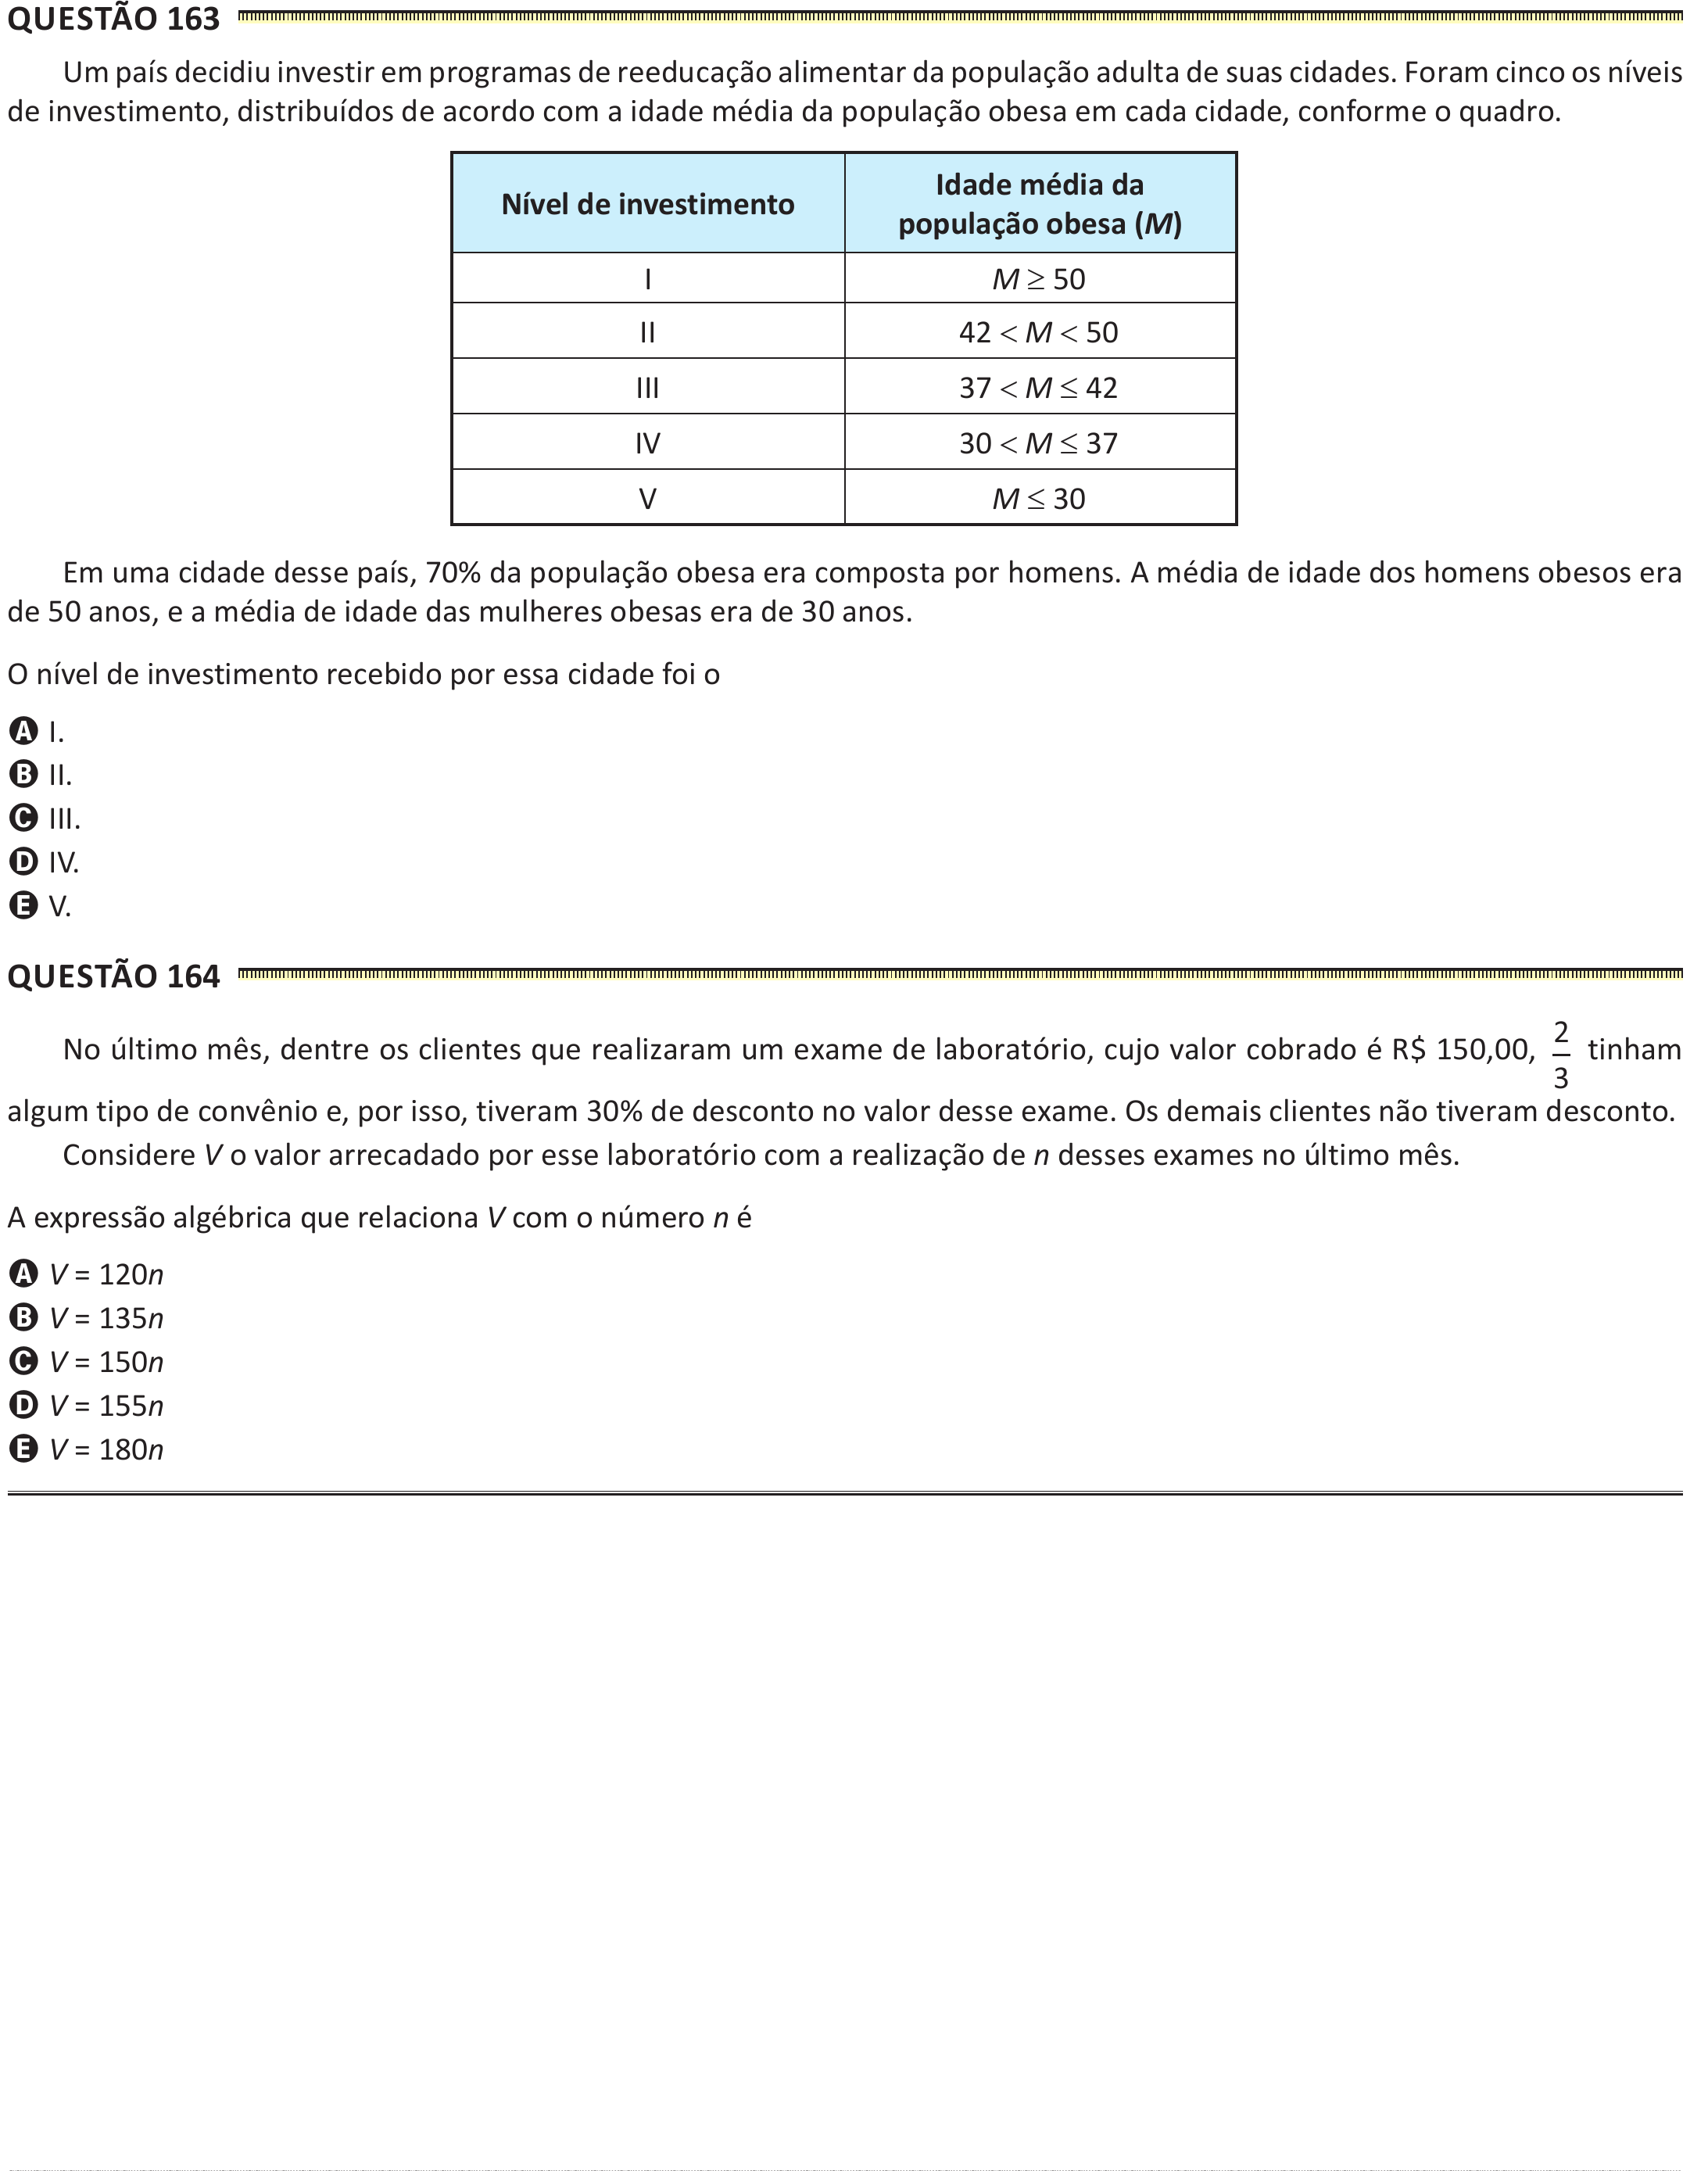 QUESTÃO 163
Um país decidiu investir em programas de reeducação alimentar da população adulta de suas cidades. Foram cinco os níveis
de investimento, distribuídos de acordo com a idade média da população obesa em cada cidade, conforme o quadro.
Nível de investimento
Idade média da
população obesa (M)
I
M ≥ 50
II
42 < M < 50
III
37 < M ≤ 42
IV
30 < M ≤ 37
V
M ≤ 30
Em uma cidade desse país, 70% da população obesa era composta por homens. A média de idade dos homens obesos era
de 50 anos, e a média de idade das mulheres obesas era de 30 anos.
O nível de investimento recebido por essa cidade foi o
A I.
B II.
C III.
D IV.
E V.
QUESTÃO 164
No último mês, dentre os clientes que realizaram um exame de laboratório, cujo valor cobrado é R$ 150,00, 2/3 tinham
algum tipo de convênio e, por isso, tiveram 30% de desconto no valor desse exame. Os demais clientes não tiveram desconto.
Considere V o valor arrecadado por esse laboratório com a realização de n desses exames no último mês.
A expressão algébrica que relaciona V com o número n é
A V = 120n
B V = 135n
C V = 150n
D V = 155n
E V = 180n